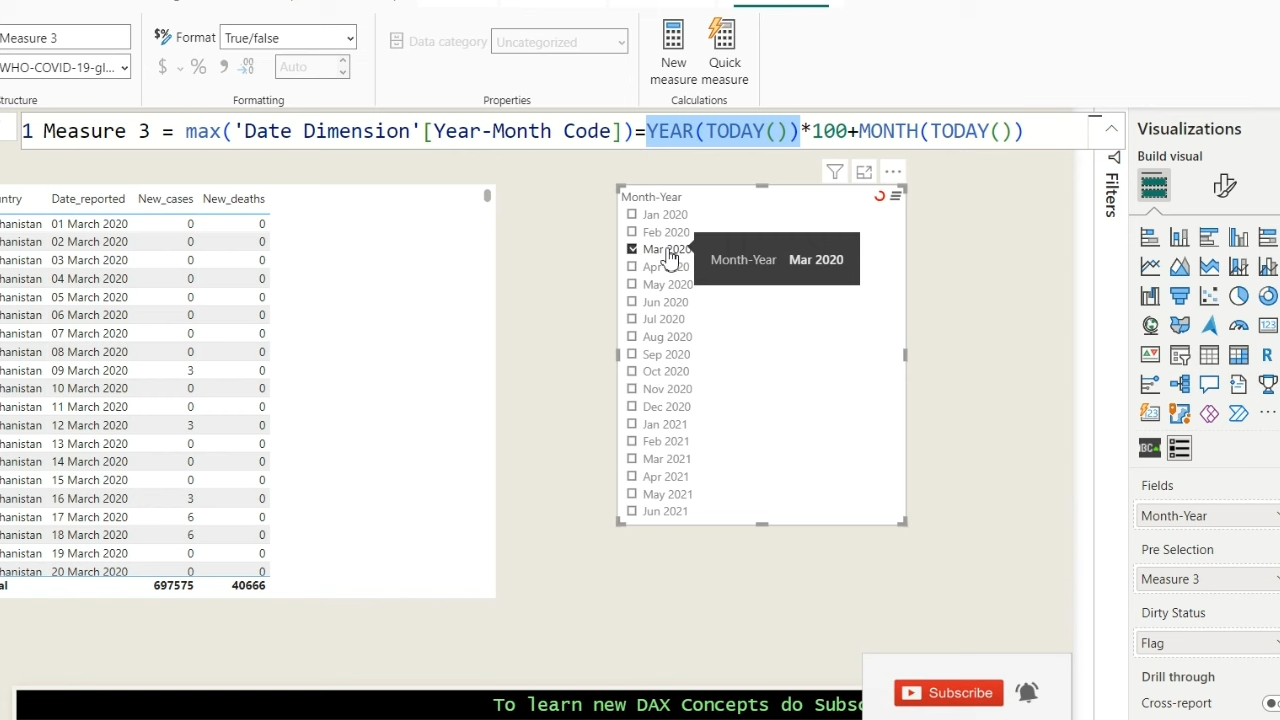 Measure 3
Format
True/false
Data category
Uncategorized
New measure
Quick measure
WHO-COVID-19-gl...
$
%
Auto
tructure
Formatting
Properties
Calculations
1 Measure 3 = max('Date Dimension'[Year-Month Code])=YEAR(TODAY())*100+MONTH(TODAY())
Visualizations
Build visual
Filters
ntry Date_reported New_cases New_deaths
hanistan 01 March 2020 0 0
hanistan 02 March 2020 0 0
hanistan 03 March 2020 0 0
hanistan 04 March 2020 0 0
hanistan 05 March 2020 0 0
hanistan 06 March 2020 0 0
hanistan 07 March 2020 0 0
hanistan 08 March 2020 0 0
hanistan 09 March 2020 3 0
hanistan 10 March 2020 0 0
hanistan 11 March 2020 0 0
hanistan 12 March 2020 3 0
hanistan 13 March 2020 0 0
hanistan 14 March 2020 0 0
hanistan 15 March 2020 0 0
hanistan 16 March 2020 3 0
hanistan 17 March 2020 6 0
hanistan 18 March 2020 6 0
hanistan 19 March 2020 0 0
hanistan 20 March 2020 0 0
al 697575 40666
Month-Year
Jan 2020
Feb 2020
Mar 2020
Apr 2020
May 2020
Jun 2020
Jul 2020
Aug 2020
Sep 2020
Oct 2020
Nov 2020
Dec 2020
Jan 2021
Feb 2021
Mar 2021
Apr 2021
May 2021
Jun 2021
Month-Year Mar 2020
123
R
123
Fields
Month-Year
Pre Selection
Measure 3
Dirty Status
Flag
Drill through
Cross-report
To learn new DAX Concepts do Subsc
Subscribe